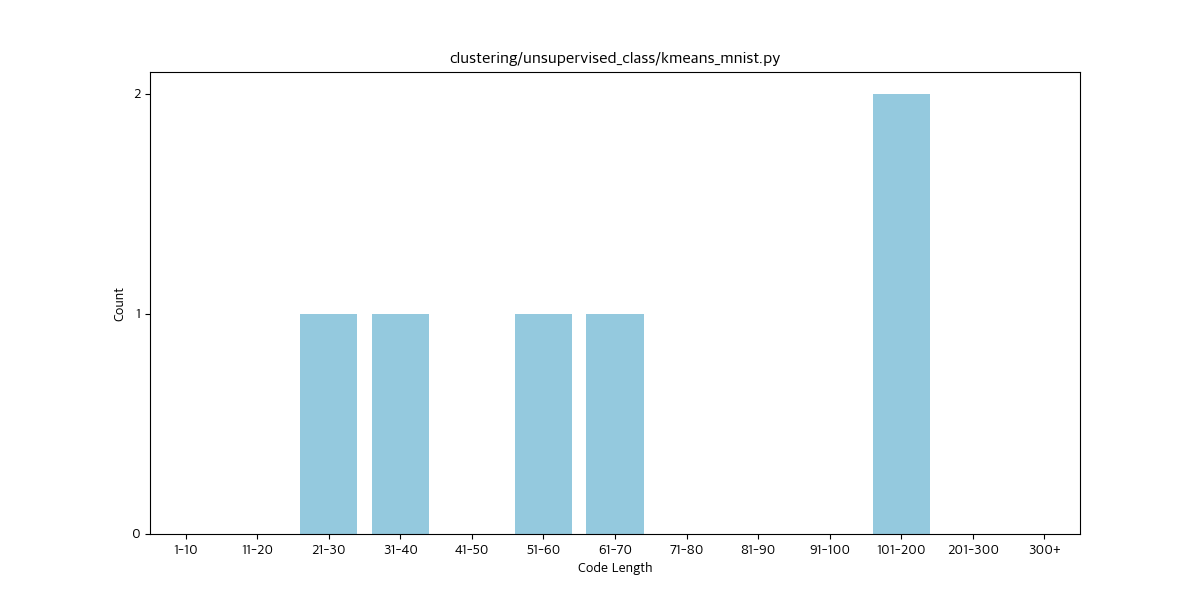 clustering/unsupervised_class/kmeans_mnist.py
2
1
0
Count
1-10 11-20 21-30 31-40 41-50 51-60 61-70 71-80 81-90 91-100 101-200 201-300 300+
Code Length